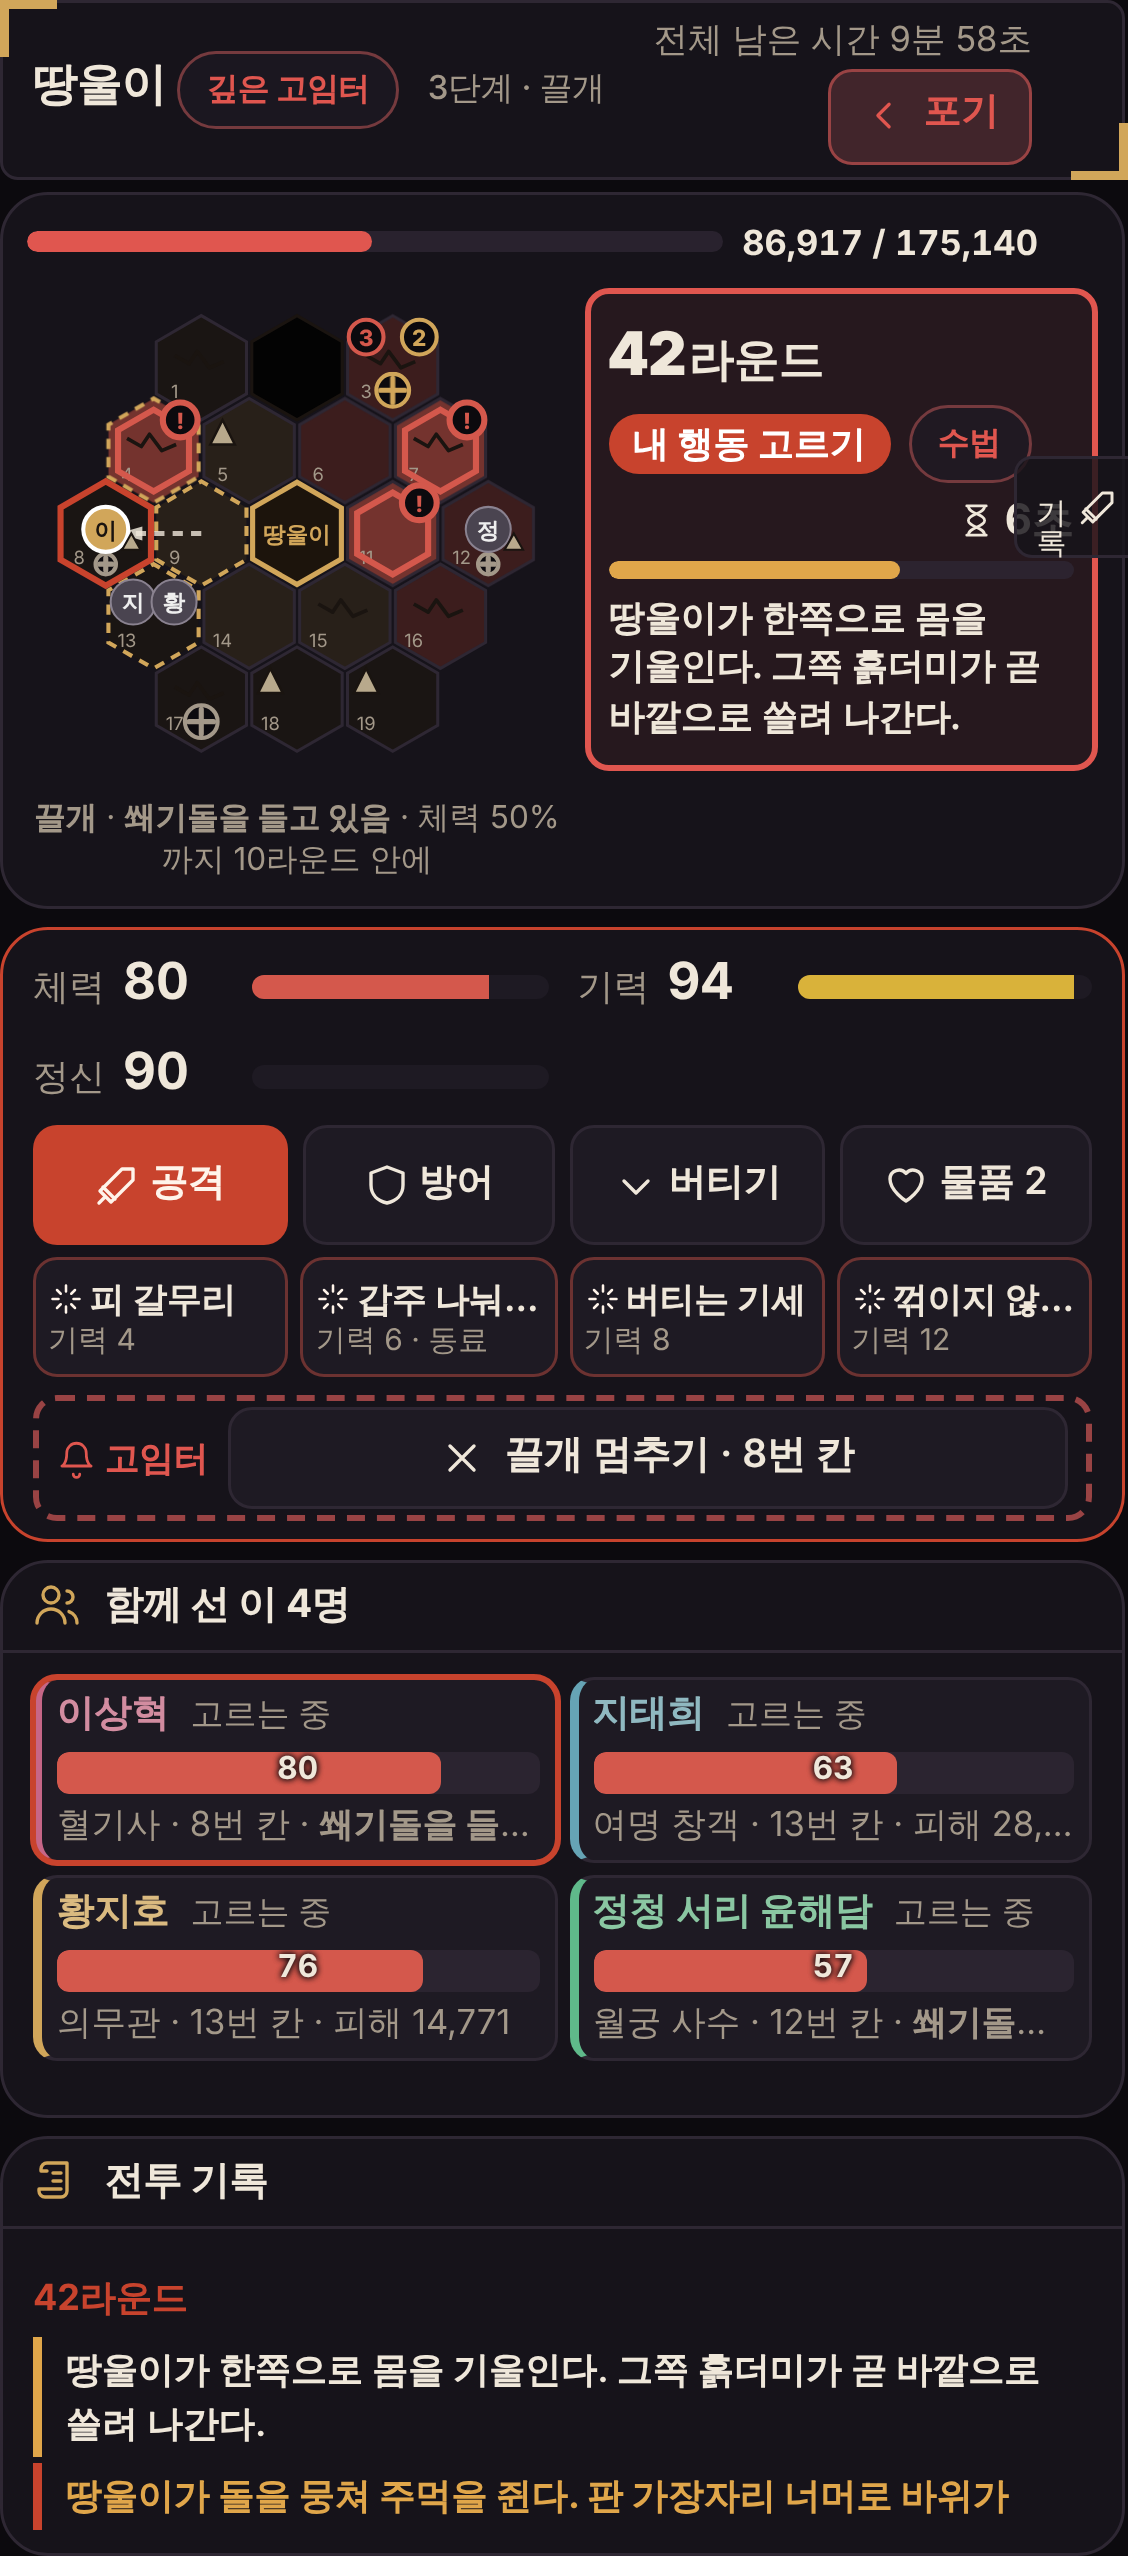 전체 남은 시간 9분 58초
땅울이 깊은 고임터 3단계 · 끌개
포기
86,917 / 175,140
3 2
1
3
42라운드
! !
4 5 6 7
내 행동 고르기 수법
!
이 땅울이 정
8 9 11 12
6초
기록
지 황
13 14 15 16
땅울이가 한쪽으로 몸을
기울인다. 그쪽 흙더미가 곧
바깥으로 쓸려 나간다.
17 18 19
끌개 · 쐐기돌을 들고 있음 · 체력 50%
까지 10라운드 안에
체력 80 기력 94
정신 90
공격 방어 버티기 물품 2
피 갈무리 갑주 나눠... 버티는 기세 꺾이지 않...
기력 4 기력 6 · 동료 기력 8 기력 12
고임터 끌개 멈추기 · 8번 칸
함께 선 이 4명
이상혁 고르는 중 지태희 고르는 중
80 63
혈기사 · 8번 칸 · 쐐기돌을 들... 여명 창객 · 13번 칸 · 피해 28,...
황지호 고르는 중 정청 서리 윤해담 고르는 중
76 57
의무관 · 13번 칸 · 피해 14,771 월궁 사수 · 12번 칸 · 쐐기돌...
전투 기록
42라운드
땅울이가 한쪽으로 몸을 기울인다. 그쪽 흙더미가 곧 바깥으로
쓸려 나간다.
땅울이가 돌을 뭉쳐 주먹을 쥔다. 판 가장자리 너머로 바위가